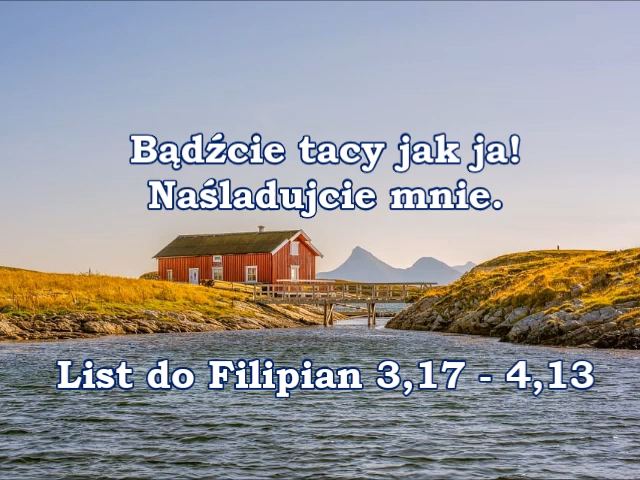 Bądźcie tacy jak ja!
Naśladujcie mnie.
List do Filipian 3,17 - 4,13